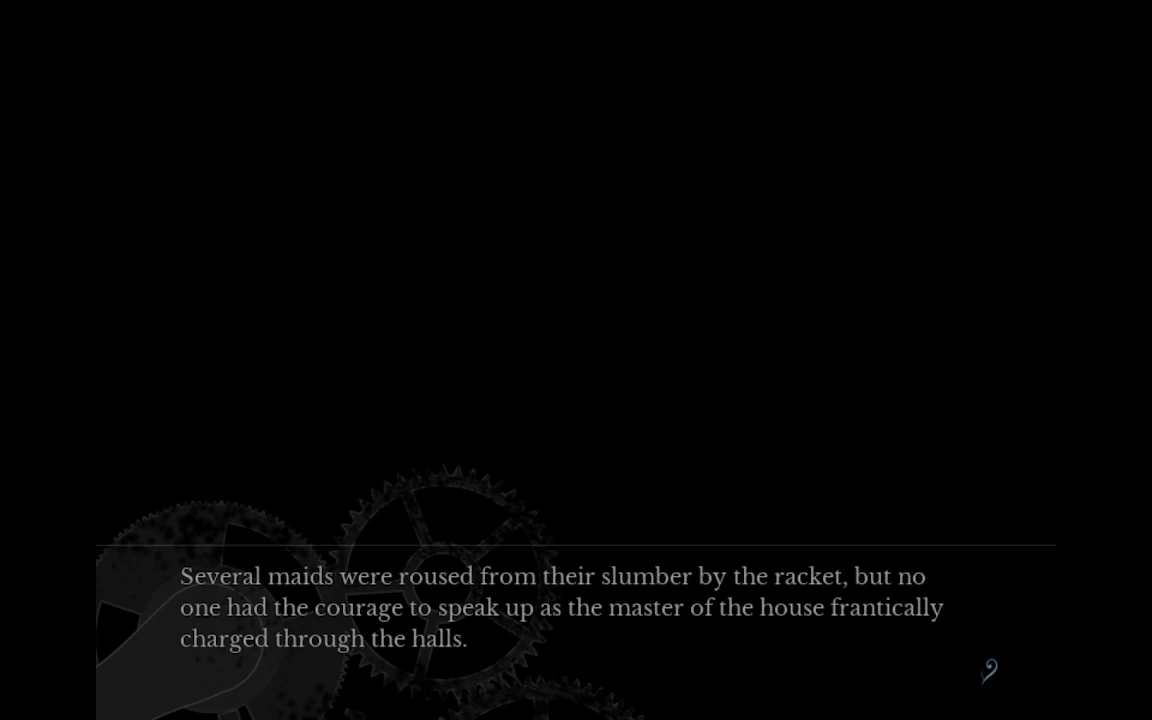 Several maids were roused from their slumber by the racket, but no
one had the courage to speak up as the master of the house frantically
charged through the halls.